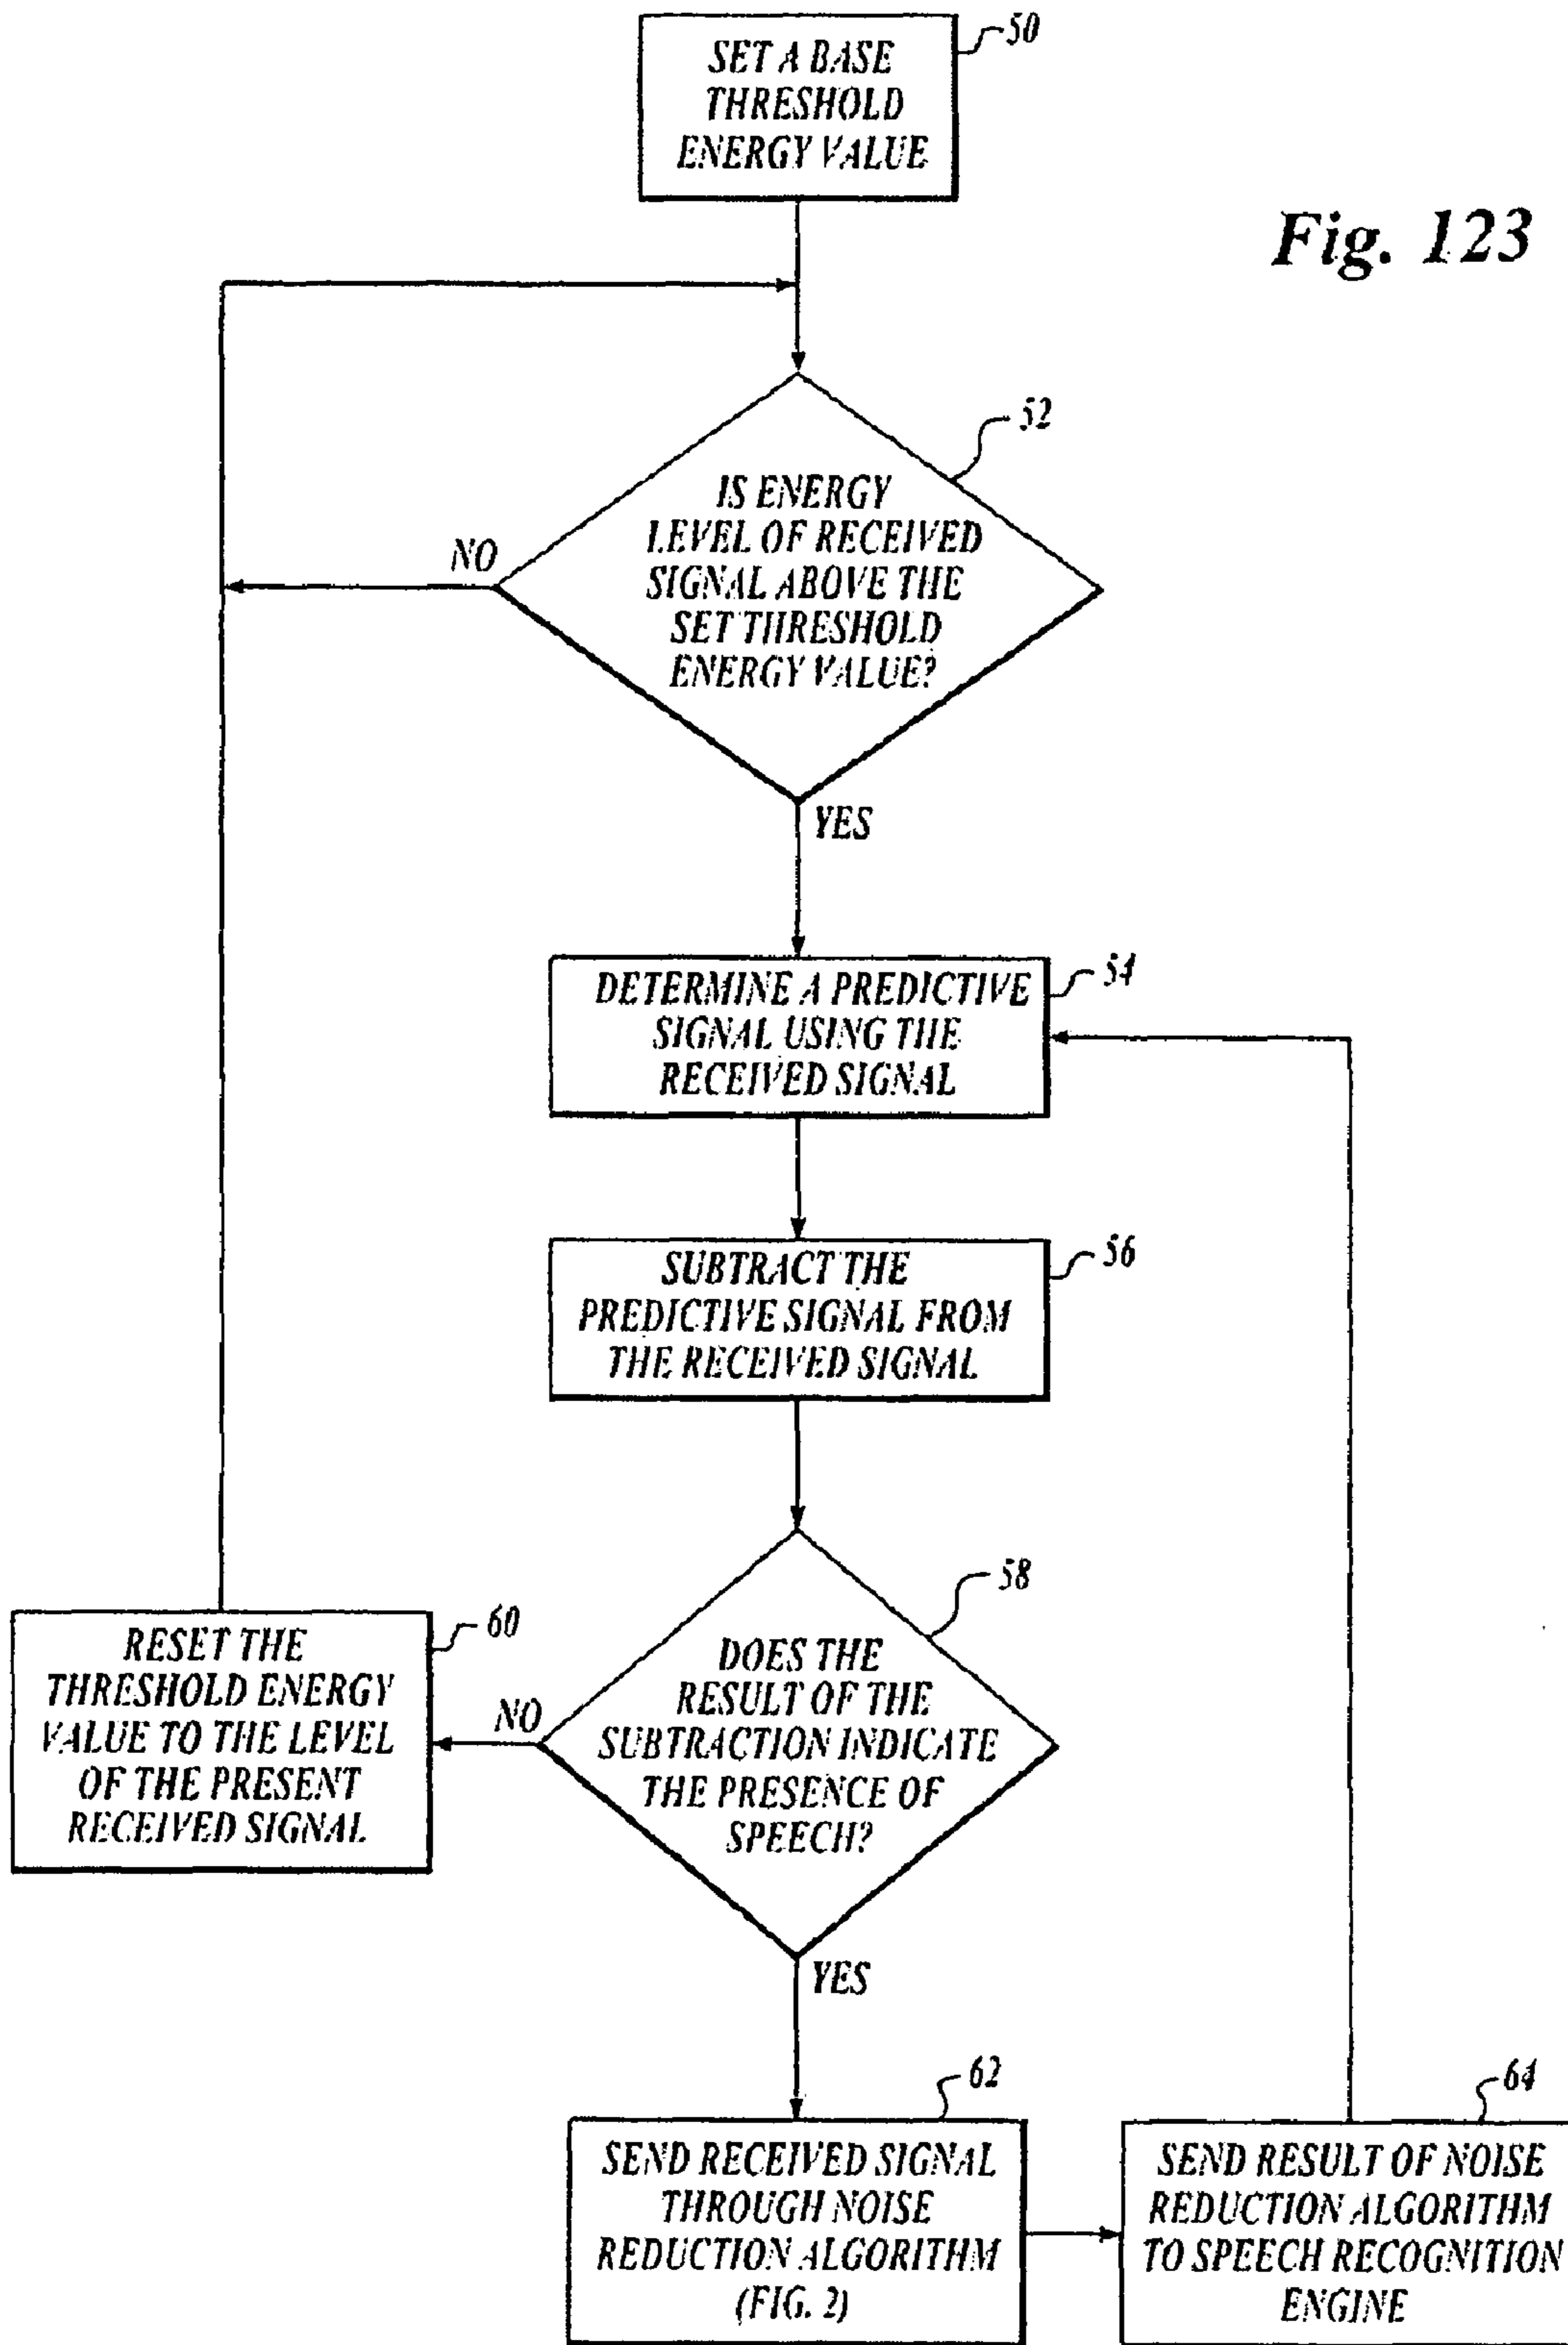 50
SET A BASE
THRESHOLD
ENERGY VALUE
Fig. 123
52
IS ENERGY
LEVEL OF RECEIVED
SIGNAL ABOVE THE
SET THRESHOLD
ENERGY VALUE?
NO
YES
54
DETERMINE A PREDICTIVE
SIGNAL USING THE
RECEIVED SIGNAL
56
SUBTRACT THE
PREDICTIVE SIGNAL FROM
THE RECEIVED SIGNAL
58
DOES THE
RESULT OF THE
SUBTRACTION INDICATE
THE PRESENCE OF
SPEECH?
NO
60
RESET THE
THRESHOLD ENERGY
VALUE TO THE LEVEL
OF THE PRESENT
RECEIVED SIGNAL
YES
62
SEND RECEIVED SIGNAL
THROUGH NOISE
REDUCTION ALGORITHM
(FIG. 2)
64
SEND RESULT OF NOISE
REDUCTION ALGORITHM
TO SPEECH RECOGNITION
ENGINE